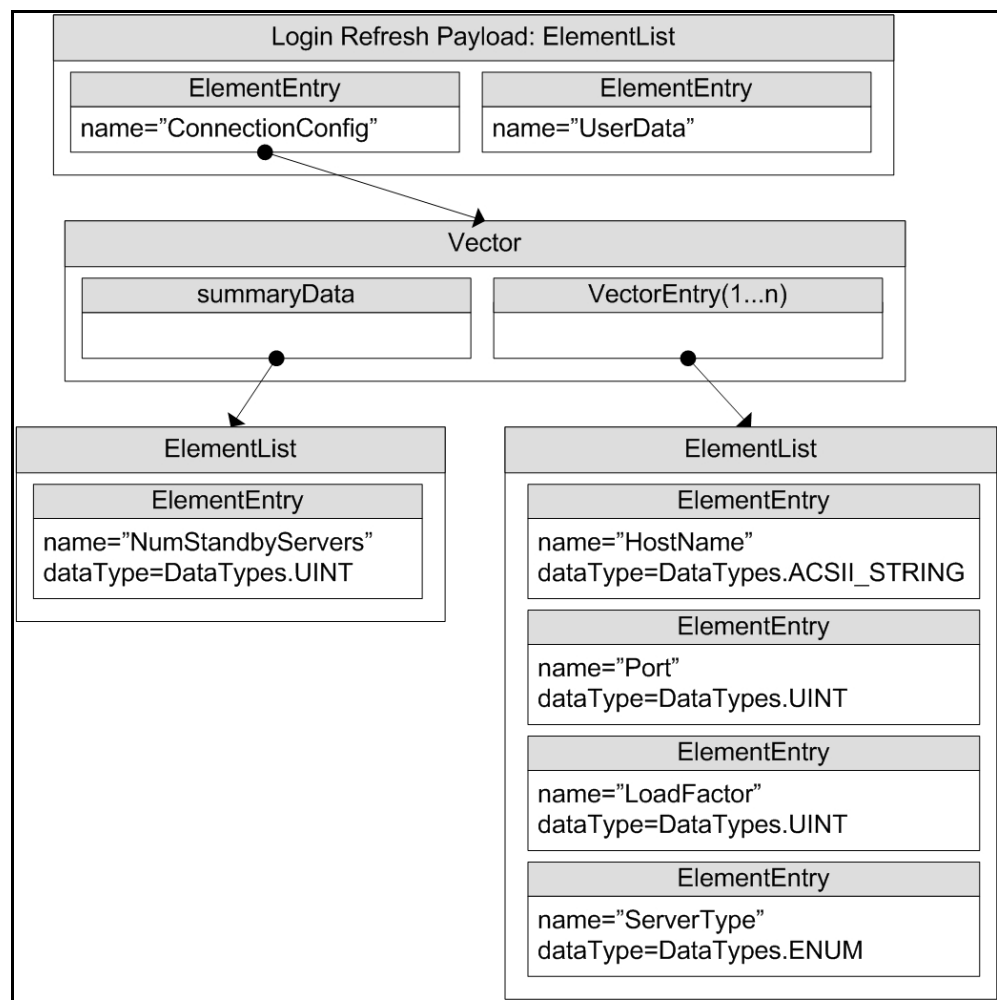 Login Refresh Payload: ElementList
ElementEntry
name=”ConnectionConfig”
ElementEntry
name=”UserData”
Vector
summaryData
VectorEntry(1...n)
ElementList
ElementEntry
name=”NumStandbyServers”
dataType=DataTypes.UINT
ElementList
ElementEntry
name=”HostName”
dataType=DataTypes.ACSII_STRING
ElementEntry
name=”Port”
dataType=DataTypes.UINT
ElementEntry
name=”LoadFactor”
dataType=DataTypes.UINT
ElementEntry
name=”ServerType”
dataType=DataTypes.ENUM